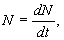 N = dN/dt,